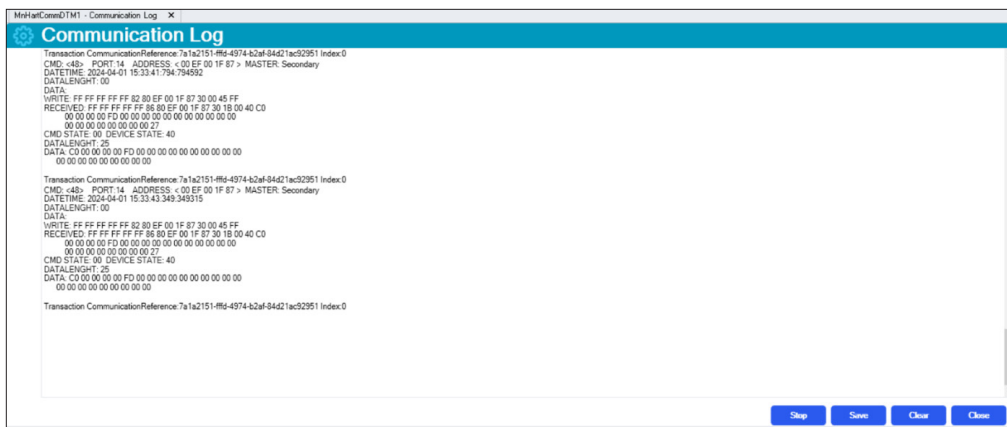 MnHartCommDTM1 - Communication Log X
Communication Log
Transaction CommunicationReference:7a1a2151-fffd-4974-b2af-84d21ac92951 Index:0
CMD: <48> PORT:14 ADDRESS: < 00 EF 00 1F 87 > MASTER: Secondary
DATETIME: 2024-04-01 15:33:41:794:794592
DATALENGHT: 00
DATA:
WRITE: FF FF FF FF FF 82 80 EF 00 1F 87 30 00 45 FF
RECEIVED: FF FF FF FF FF 86 80 EF 00 1F 87 30 1B 00 40 C0
00 00 00 00 FD 00 00 00 00 00 00 00 00 00 00 00
00 00 00 00 00 00 00 00 27
CMD STATE: 00 DEVICE STATE: 40
DATALENGHT: 25
DATA: C0 00 00 00 00 FD 00 00 00 00 00 00 00 00 00 00
00 00 00 00 00 00 00 00 00
Transaction CommunicationReference:7a1a2151-fffd-4974-b2af-84d21ac92951 Index:0
CMD: <48> PORT:14 ADDRESS: < 00 EF 00 1F 87 > MASTER: Secondary
DATETIME: 2024-04-01 15:33:43:349:349315
DATALENGHT: 00
DATA:
WRITE: FF FF FF FF FF 82 80 EF 00 1F 87 30 00 45 FF
RECEIVED: FF FF FF FF FF 86 80 EF 00 1F 87 30 1B 00 40 C0
00 00 00 00 FD 00 00 00 00 00 00 00 00 00 00 00
00 00 00 00 00 00 00 00 27
CMD STATE: 00 DEVICE STATE: 40
DATALENGHT: 25
DATA: C0 00 00 00 00 FD 00 00 00 00 00 00 00 00 00 00
00 00 00 00 00 00 00 00 00
Transaction CommunicationReference:7a1a2151-fffd-4974-b2af-84d21ac92951 Index:0
Stop Save Clear Close